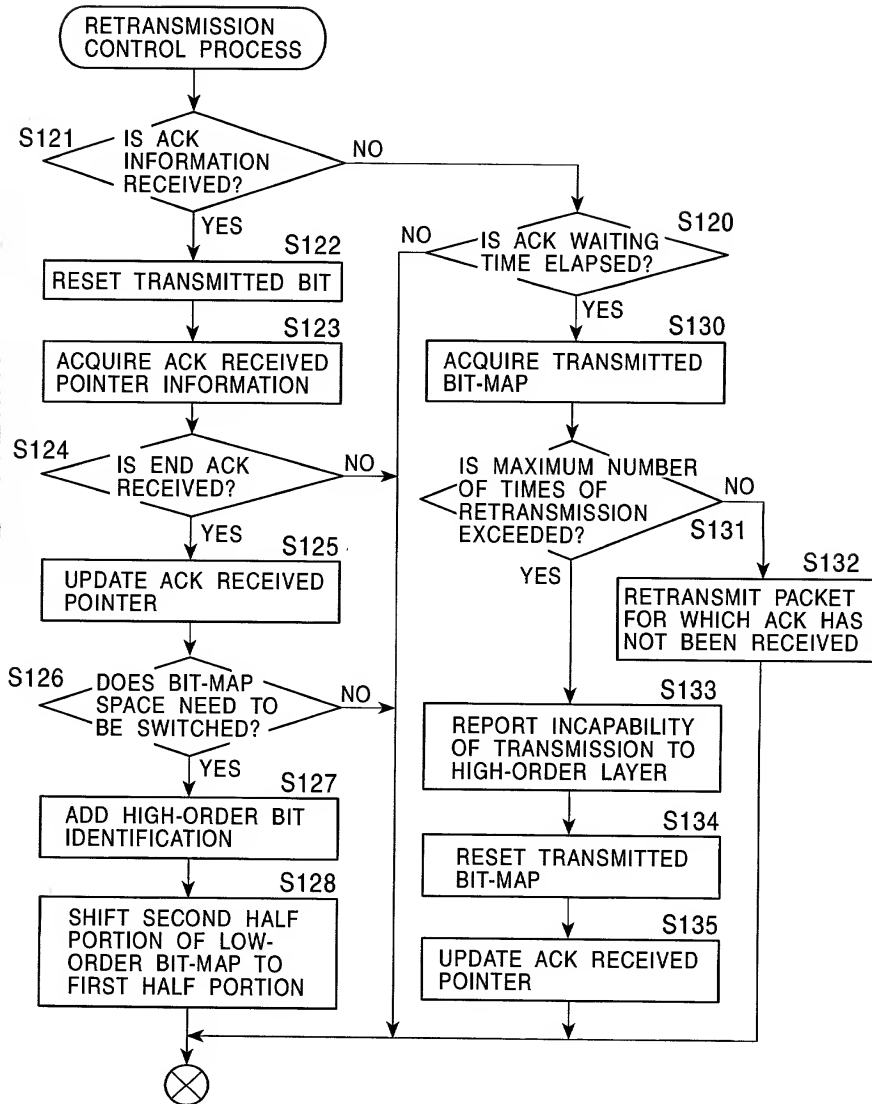 RETRANSMISSION
CONTROL PROCESS
S121
IS ACK
INFORMATION
RECEIVED?
NO
YES
S122
RESET TRANSMITTED BIT
S123
ACQUIRE ACK RECEIVED
POINTER INFORMATION
S124
IS END ACK
RECEIVED?
NO
YES
S125
UPDATE ACK RECEIVED
POINTER
S126
DOES BIT-MAP
SPACE NEED TO
BE SWITCHED?
NO
YES
S127
ADD HIGH-ORDER BIT
IDENTIFICATION
S128
SHIFT SECOND HALF
PORTION OF LOW-
ORDER BIT-MAP TO
FIRST HALF PORTION
S120
NO
IS ACK WAITING
TIME ELAPSED?
YES
S130
ACQUIRE TRANSMITTED
BIT-MAP
IS MAXIMUM NUMBER
OF TIMES OF
RETRANSMISSION
EXCEEDED?
NO
S131
YES
S132
RETRANSMIT PACKET
FOR WHICH ACK HAS
NOT BEEN RECEIVED
S133
REPORT INCAPABILITY
OF TRANSMISSION TO
HIGH-ORDER LAYER
S134
RESET TRANSMITTED
BIT-MAP
S135
UPDATE ACK RECEIVED
POINTER